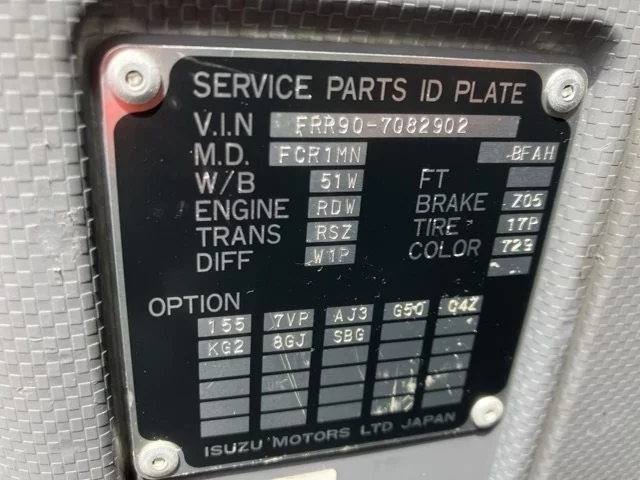 SERVICE PARTS ID PLATE
V.I.N FRR90-7082902
M.D. FCR1MN BFAH
W/B 51W FT
ENGINE RDW BRAKE Z05
TRANS RSZ TIRE 17P
DIFF W1P COLOR 729
OPTION
155 7VP AJ3 G50 C4Z
KG2 8GJ SBG
ISUZU MOTORS LTD JAPAN